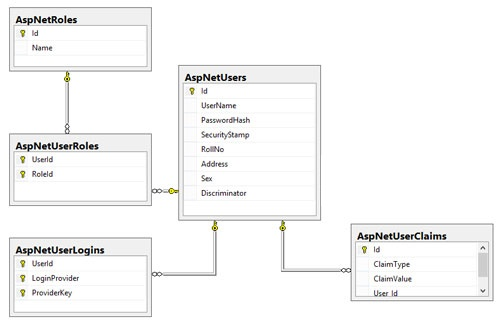 AspNetRoles
Id
Name
AspNetUserRoles
UserId
RoleId
AspNetUserLogins
UserId
LoginProvider
ProviderKey
AspNetUsers
Id
UserName
PasswordHash
SecurityStamp
RollNo
Address
Sex
Discriminator
AspNetUserClaims
Id
ClaimType
ClaimValue
User_Id